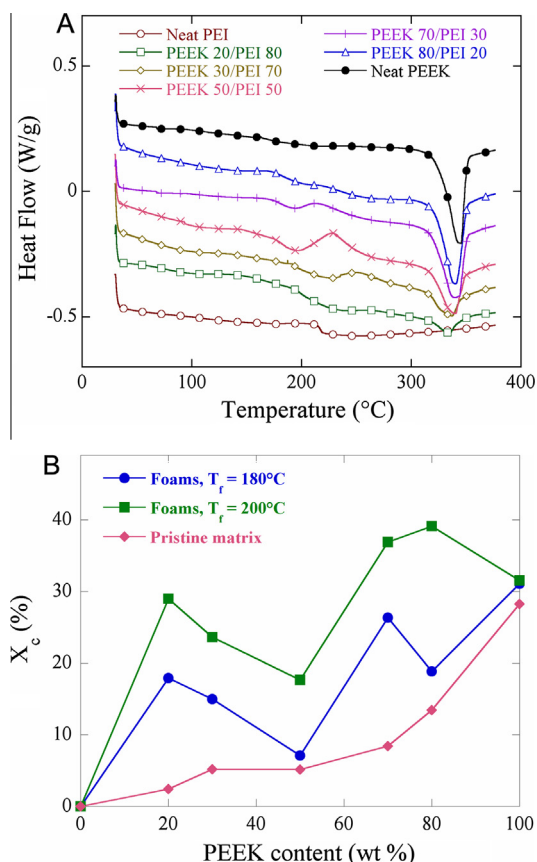 A
Neat PEI
PEEK 20/PEI 80
PEEK 30/PEI 70
PEEK 50/PEI 50
PEEK 70/PEI 30
PEEK 80/PEI 20
Neat PEEK
Heat Flow (W/g)
0.5
0
-0.5
0 100 200 300 400
Temperature (°C)
B
Foams, T_f = 180°C
Foams, T_f = 200°C
Pristine matrix
X_c (%)
40
30
20
10
0
0 20 40 60 80 100
PEEK content (wt %)